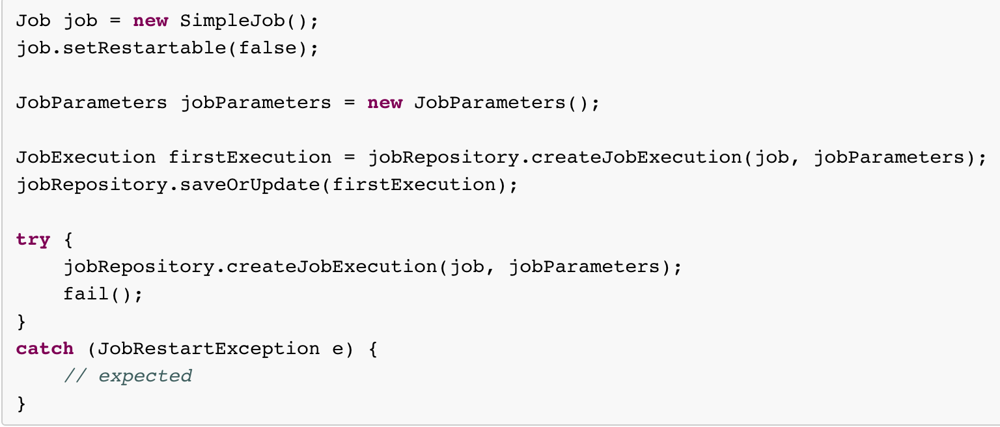 Job job = new SimpleJob();
job.setRestartable(false);

JobParameters jobParameters = new JobParameters();

JobExecution firstExecution = jobRepository.createJobExecution(job, jobParameters);
jobRepository.saveOrUpdate(firstExecution);

try {
    jobRepository.createJobExecution(job, jobParameters);
    fail();
}
catch (JobRestartException e) {
    // expected
}